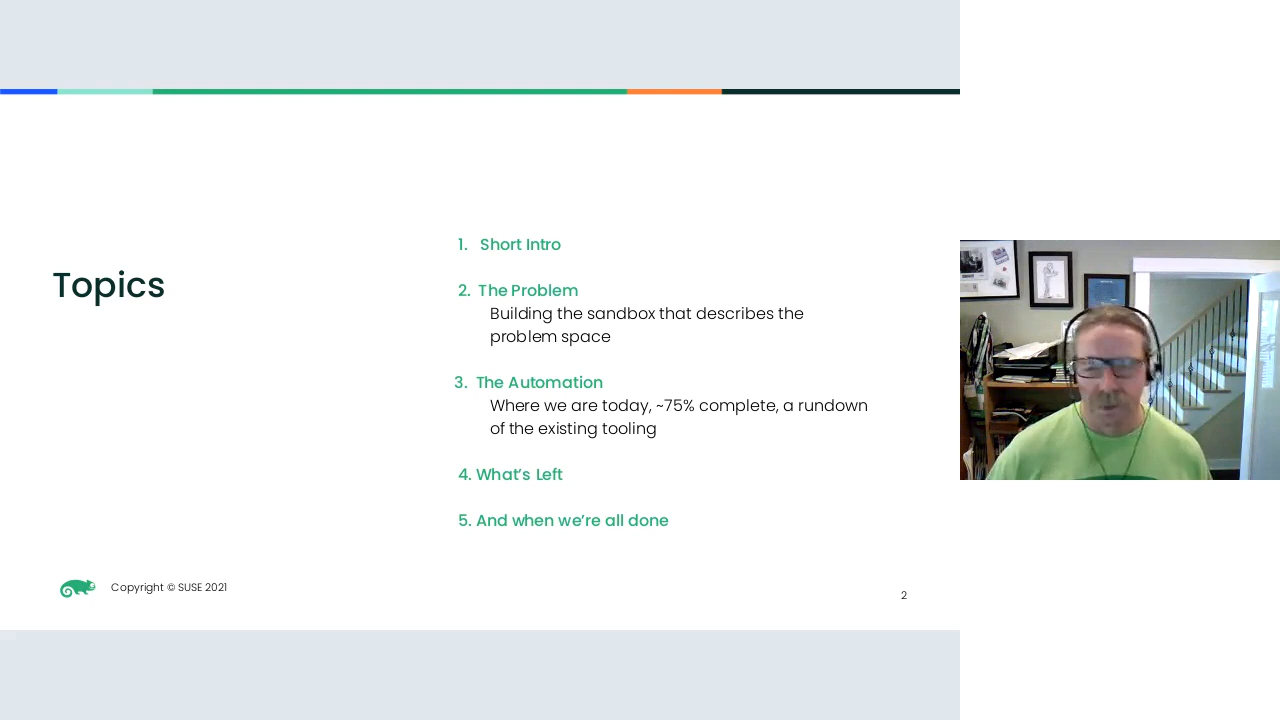 Topics
1. Short Intro
2. The Problem
Building the sandbox that describes the
problem space
3. The Automation
Where we are today, ~75% complete, a rundown
of the existing tooling
4. What's Left
5. And when we're all done
Copyright © SUSE 2021
2